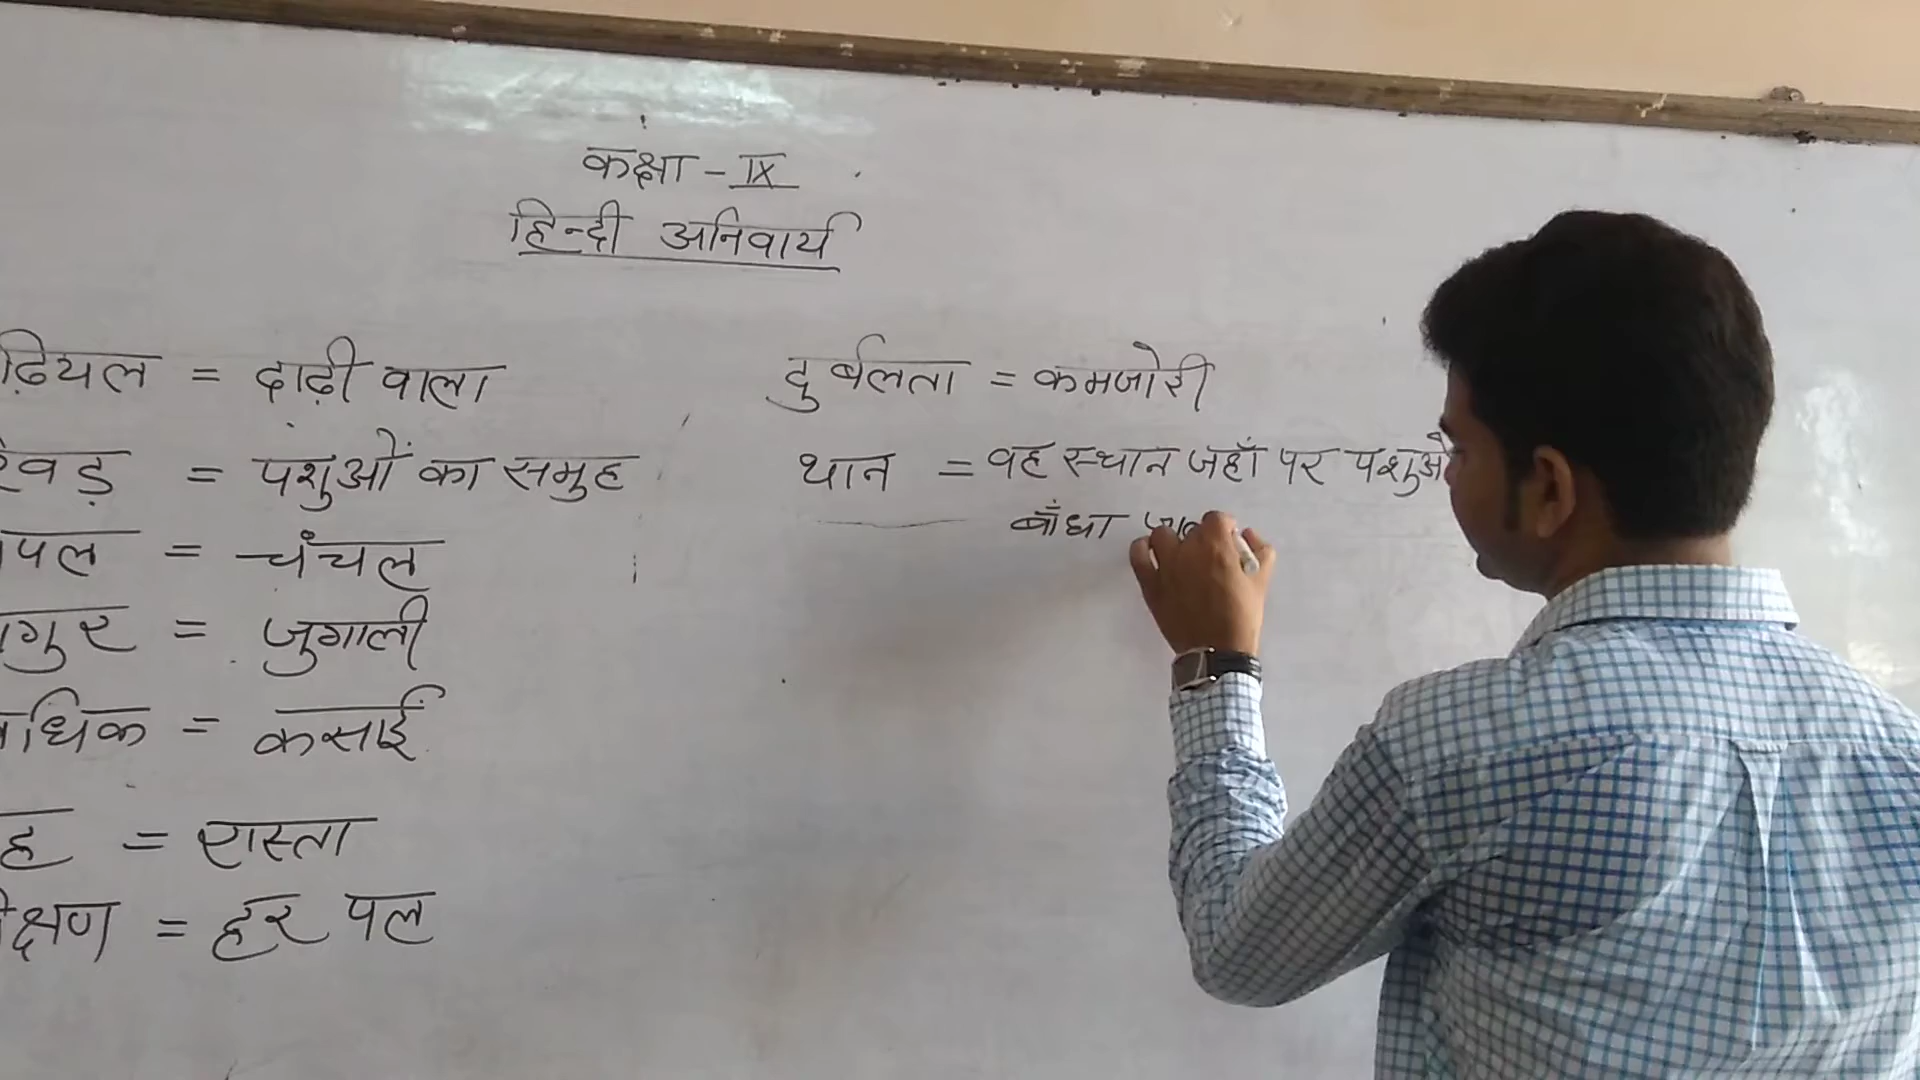 कक्षा - IX
हिन्दी अनिवार्य
ढ़ियल = दाढ़ी वाला
रेवड़ = पशुओं का समुह
पल = चंचल
गुर = जुगाली
धिक = कसाई
ह = रास्ता
क्षण = हर पल
दुर्बलता = कमजोरी
थान = वह स्थान जहाँ पर पशुओ
बाँधा